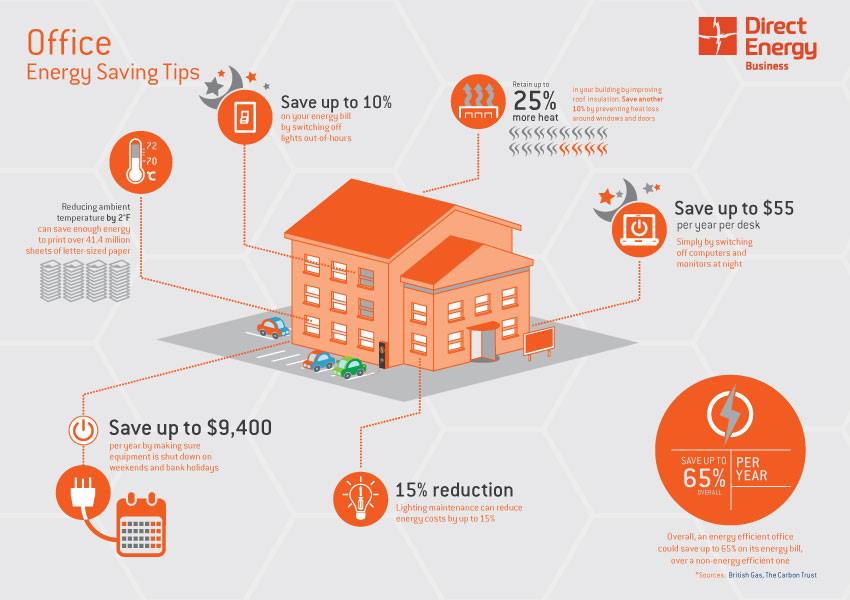 Office
Energy Saving Tips
Direct
Energy
Business
Save up to 10%
on your energy bill
by switching off
lights out-of-hours
Retain up to
25%
more heat
in your building by improving
roof insulation. Save another
10% by preventing heat loss
around windows and doors
72
70
°C
Reducing ambient
temperature by 2°F
can save enough energy
to print over 41.4 million
sheets of letter-sized paper
Save up to $55
per year per desk
Simply by switching
off computers and
monitors at night
Save up to $9,400
per year by making sure
equipment is shut down on
weekends and bank holidays
15% reduction
Lighting maintenance can reduce
energy costs by up to 15%
SAVE UP TO
65%
OVERALL
PER
YEAR
Overall, an energy efficient office
could save up to 65% on its energy bill,
over a non-energy efficient one
*Sources: British Gas, The Carbon Trust